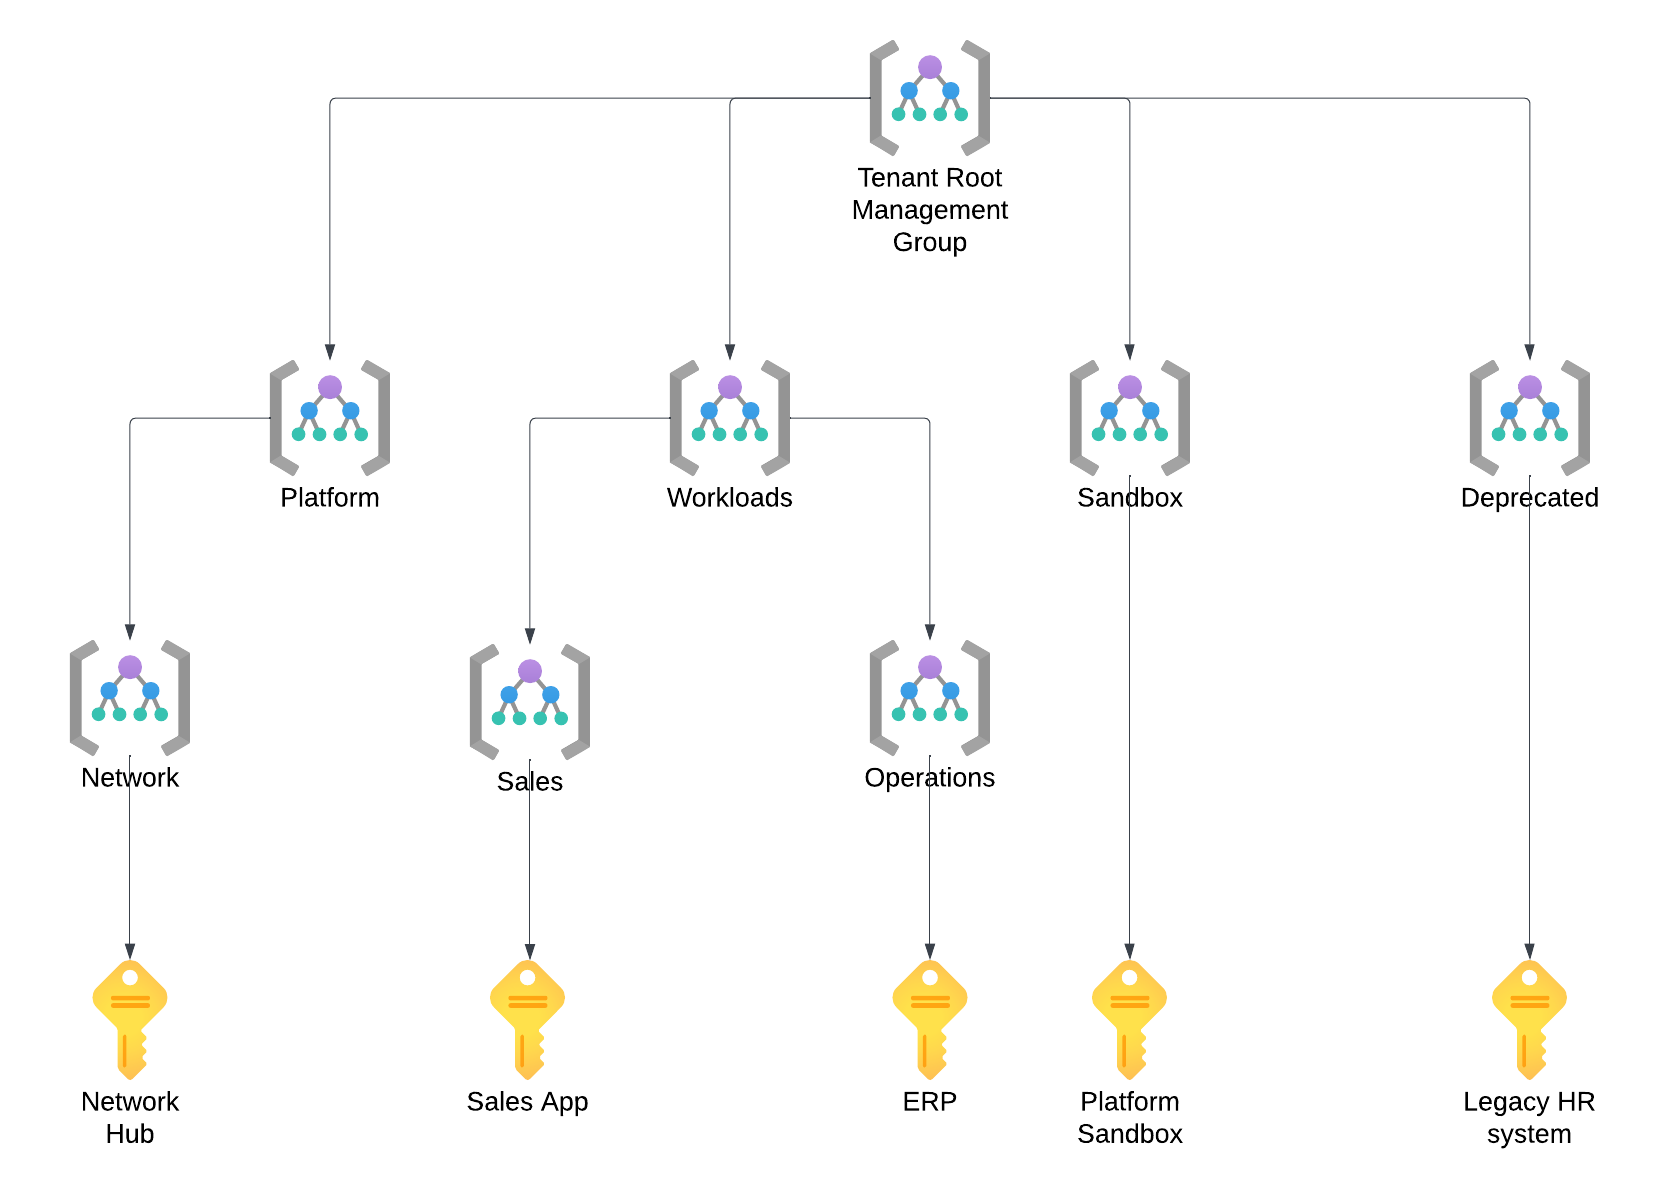 Tenant Root
Management
Group
Platform
Workloads
Sandbox
Deprecated
Network
Sales
Operations
Network
Hub
Sales App
ERP
Platform
Sandbox
Legacy HR
system